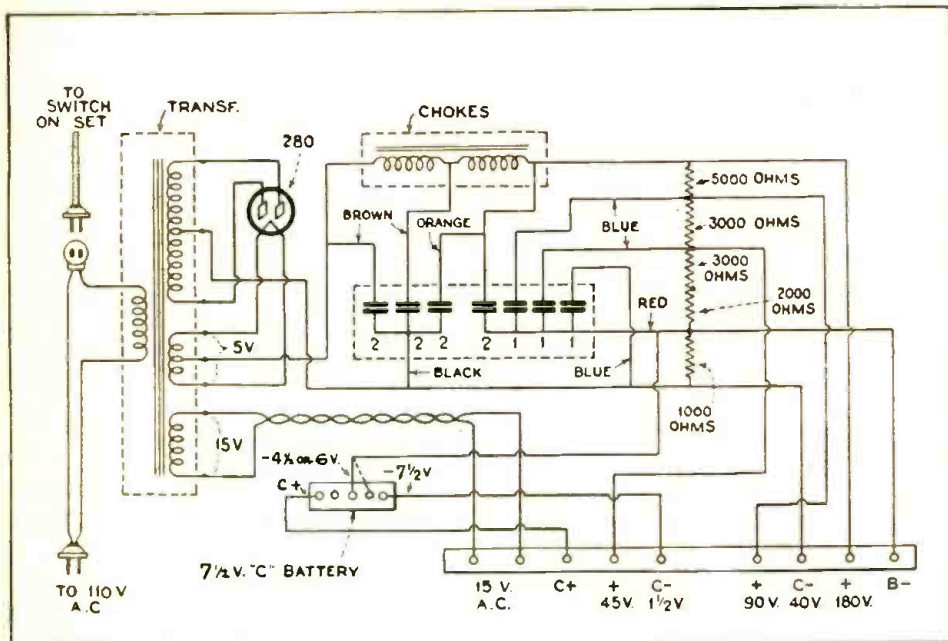 TO
SWITCH
ON SET
TRANSF.
280
CHOKES
BROWN
ORANGE
BLUE
5000 OHMS
3000
OHMS
3000
OHMS
2000
OHMS
RED
2
2
2
2
1
1
1
BLACK
BLUE
1000
OHMS
5V
15V
-4½ OR 6V.
-7½V
C+
7½V. "C" BATTERY
TO 110V
A.C
15 V.
A.C.
C+
+
45V.
C-
1½V
+
90V.
C-
40V.
+
180V.
B-